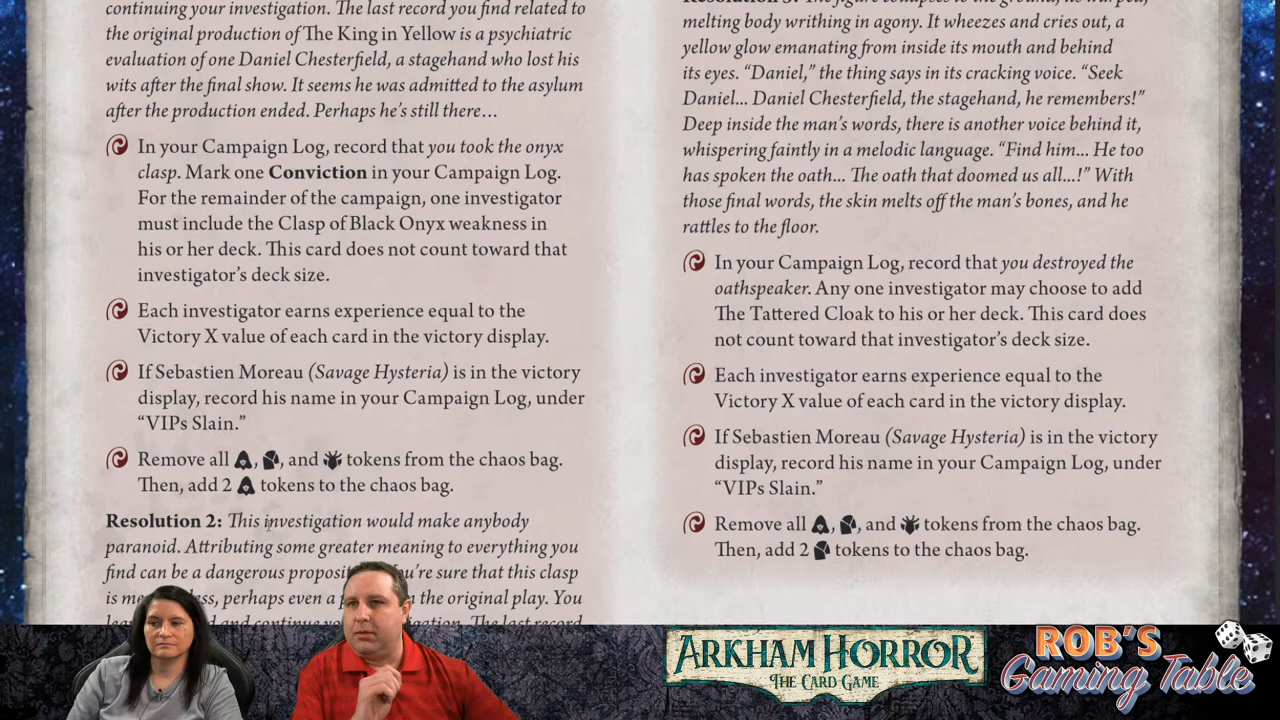 continuing your investigation. The last record you find related to
the original production of The King in Yellow is a psychiatric
evaluation of one Daniel Chesterfield, a stagehand who lost his
wits after the final show. It seems he was admitted to the asylum
after the production ended. Perhaps he's still there…
In your Campaign Log, record that you took the onyx
clasp. Mark one Conviction in your Campaign Log.
For the remainder of the campaign, one investigator
must include the Clasp of Black Onyx weakness in
his or her deck. This card does not count toward that
investigator's deck size.
Each investigator earns experience equal to the
Victory X value of each card in the victory display.
If Sebastien Moreau (Savage Hysteria) is in the victory
display, record his name in your Campaign Log, under
“VIPs Slain.”
Remove all , , and tokens from the chaos bag.
Then, add 2 tokens to the chaos bag.
Resolution 2: This investigation would make anybody
paranoid. Attributing some greater meaning to everything you
find can be a dangerous You're sure that this clasp
is perhaps even a the original play. You
and continue The last record
melting body writhing in agony. It wheezes and cries out, a
yellow glow emanating from inside its mouth and behind
its eyes. “Daniel,” the thing says in its cracking voice. “Seek
Daniel... Daniel Chesterfield, the stagehand, he remembers!”
Deep inside the man's words, there is another voice behind it,
whispering faintly in a melodic language. “Find him... He too
has spoken the oath... The oath that doomed us all...!” With
those final words, the skin melts off the man's bones, and he
rattles to the floor.
In your Campaign Log, record that you destroyed the
oathspeaker. Any one investigator may choose to add
The Tattered Cloak to his or her deck. This card does
not count toward that investigator's deck size.
Each investigator earns experience equal to the
Victory X value of each card in the victory display.
If Sebastien Moreau (Savage Hysteria) is in the victory
display, record his name in your Campaign Log, under
“VIPs Slain.”
Remove all , , and tokens from the chaos bag.
Then, add 2 tokens to the chaos bag.
ARKHAM HORROR
THE CARD GAME
ROB'S
Gaming Table